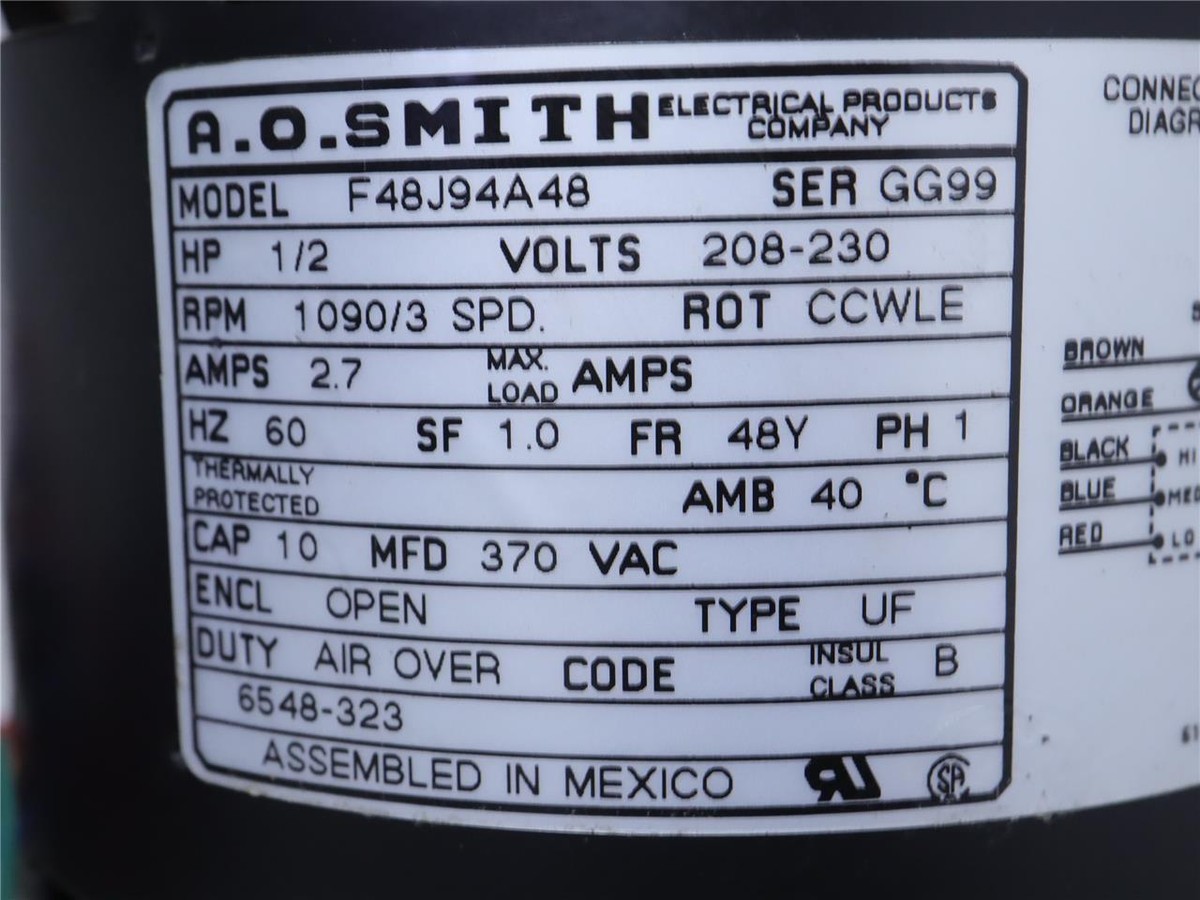 A.O.SMITH ELECTRICAL PRODUCTS COMPANY
MODEL F48J94A48 SER GG99
HP 1/2 VOLTS 208-230
RPM 1090/3 SPD. ROT CCWLE
AMPS 2.7 MAX. LOAD AMPS
HZ 60 SF 1.0 FR 48Y PH 1
THERMALLY PROTECTED AMB 40 °C
CAP 10 MFD 370 VAC
ENCL OPEN TYPE UF
DUTY AIR OVER CODE INSUL CLASS B
6548-323
ASSEMBLED IN MEXICO
CONNEC
DIAGR
BROWN
ORANGE
BLACK HI
BLUE MED
RED LO